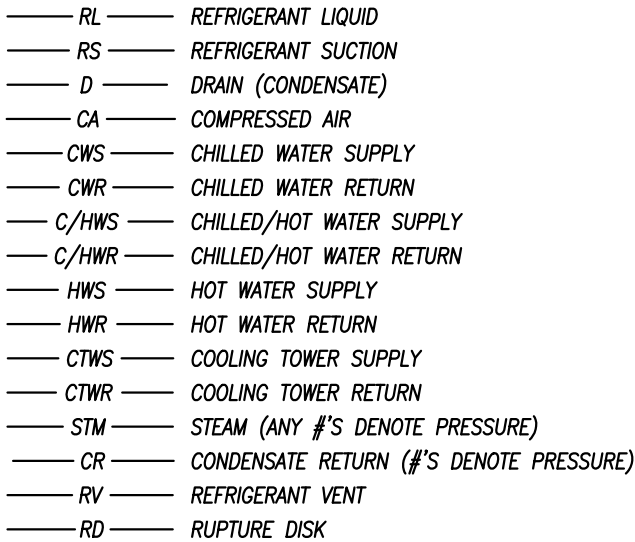 RL REFRIGERANT LIQUID
RS REFRIGERANT SUCTION
D DRAIN (CONDENSATE)
CA COMPRESSED AIR
CWS CHILLED WATER SUPPLY
CWR CHILLED WATER RETURN
C/HWS CHILLED/HOT WATER SUPPLY
C/HWR CHILLED/HOT WATER RETURN
HWS HOT WATER SUPPLY
HWR HOT WATER RETURN
CTWS COOLING TOWER SUPPLY
CTWR COOLING TOWER RETURN
STM STEAM (ANY #'S DENOTE PRESSURE)
CR CONDENSATE RETURN (#'S DENOTE PRESSURE)
RV REFRIGERANT VENT
RD RUPTURE DISK